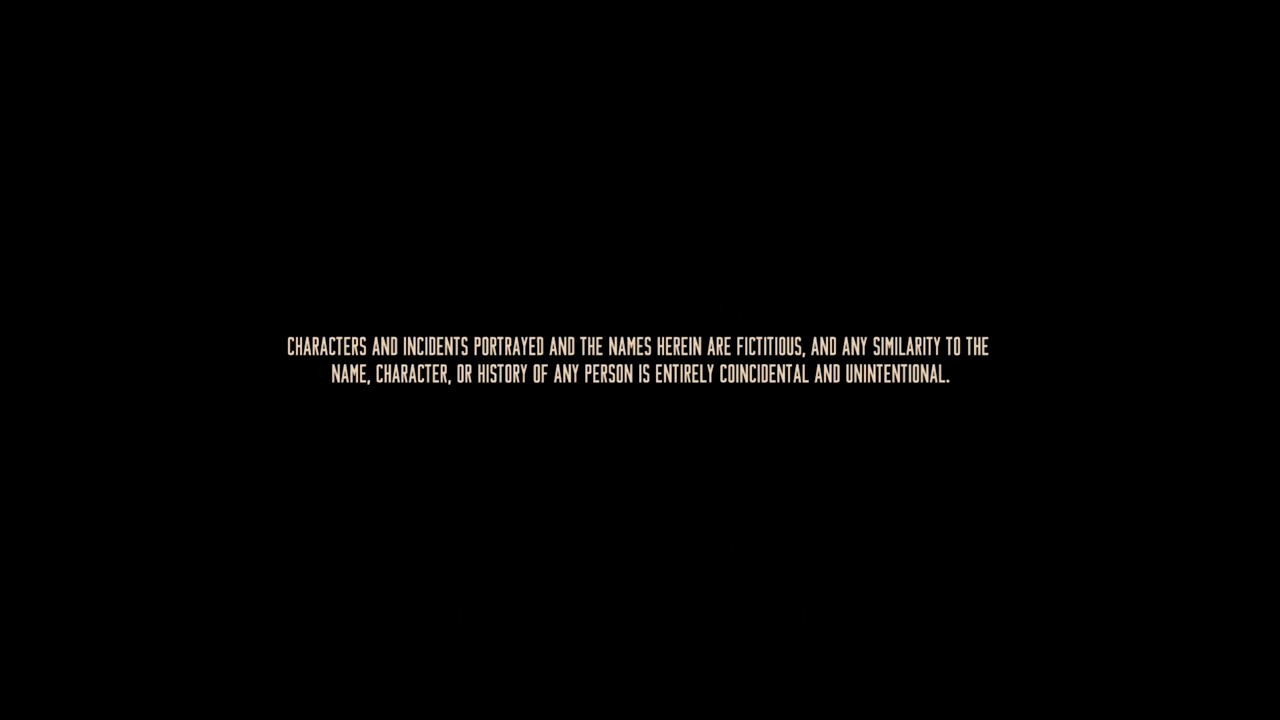 CHARACTERS AND INCIDENTS PORTRAYED AND THE NAMES HEREIN ARE FICTITIOUS, AND ANY SIMILARITY TO THE
NAME, CHARACTER, OR HISTORY OF ANY PERSON IS ENTIRELY COINCIDENTAL AND UNINTENTIONAL.